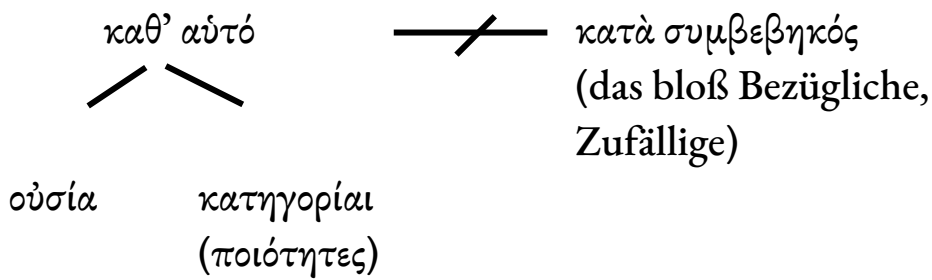 καθ’ αὑτό
κατὰ συμβεβηκός
(das bloß Bezügliche,
Zufällige)
οὐσία
κατηγορίαι
(ποιότητες)